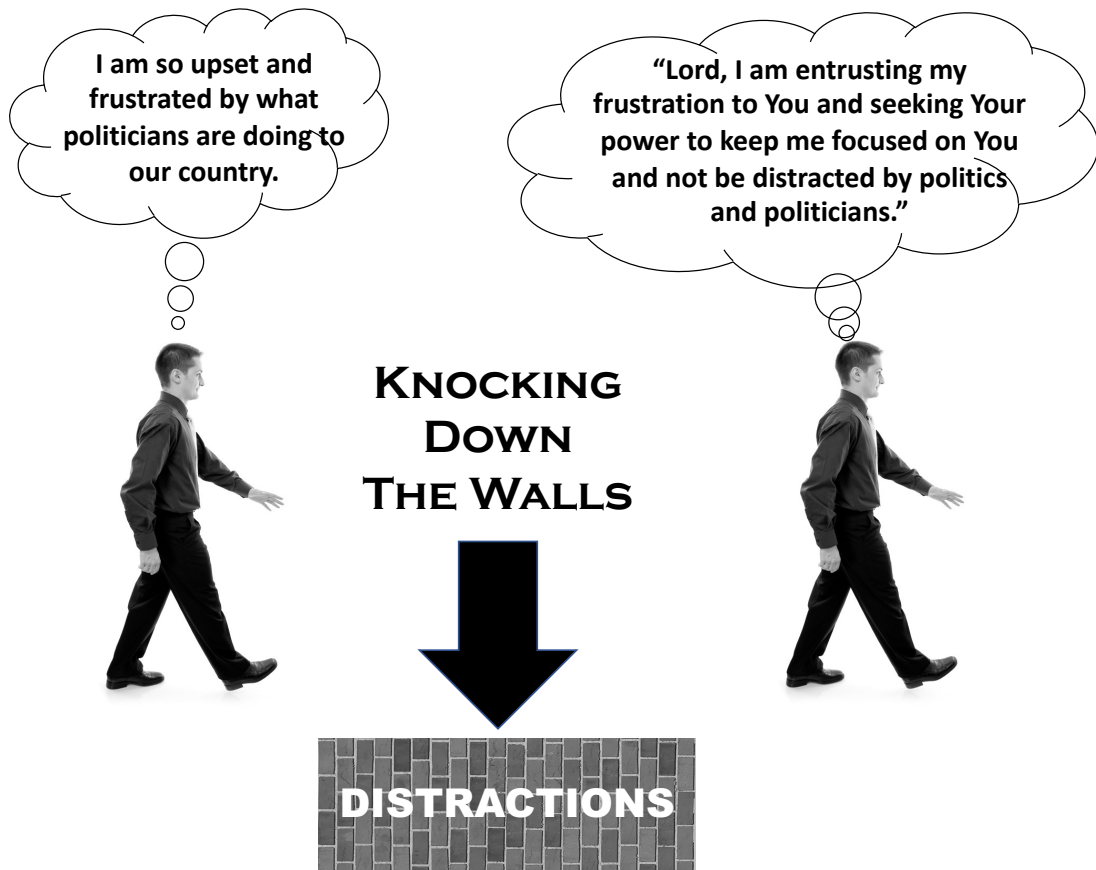 I am so upset and
frustrated by what
politicians are doing to
our country.
“Lord, I am entrusting my
frustration to You and seeking Your
power to keep me focused on You
and not be distracted by politics
and politicians.”
KNOCKING
DOWN
THE WALLS
DISTRACTIONS